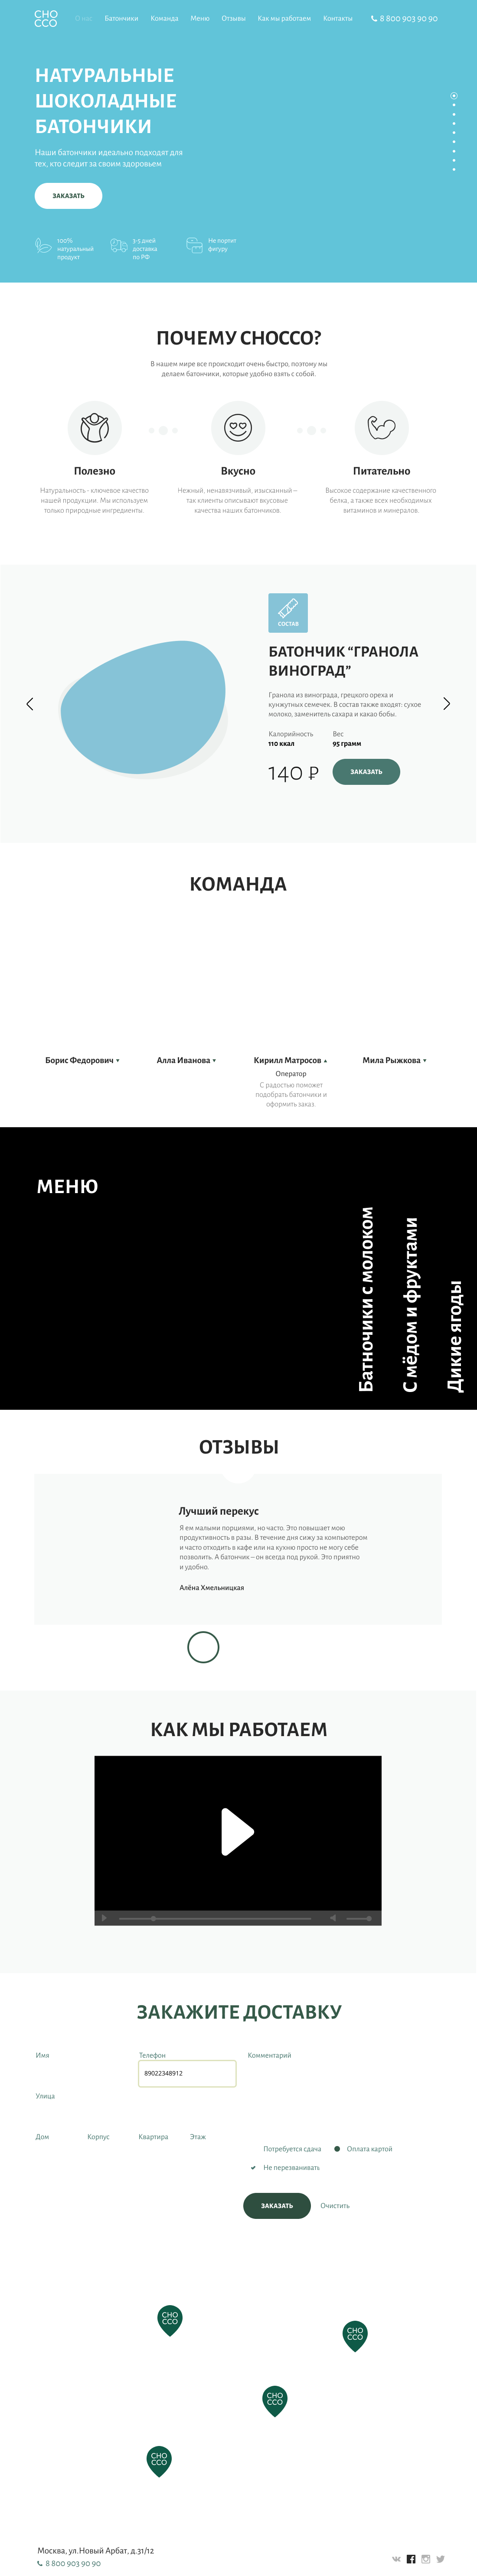 CHO
CCO
О нас Батончики Команда Меню Отзывы Как мы работаем Контакты 8 800 903 90 90
НАТУРАЛЬНЫЕ
ШОКОЛАДНЫЕ
БАТОНЧИКИ
Наши батончики идеально подходят для
тех, кто следит за своим здоровьем
ЗАКАЗАТЬ
100%
натуральный
продукт
3-5 дней
доставка
по РФ
Не портит
фигуру
ПОЧЕМУ CHOCCO?
В нашем мире все происходит очень быстро, поэтому мы
делаем батончики, которые удобно взять с собой.
Полезно
Натуральность - ключевое качество
нашей продукции. Мы используем
только природные ингредиенты.
Вкусно
Нежный, ненавязчивый, изысканный –
так клиенты описывают вкусовые
качества наших батончиков.
Питательно
Высокое содержание качественного
белка, а также всех необходимых
витаминов и минералов.
СОСТАВ
БАТОНЧИК “ГРАНОЛА
ВИНОГРАД”
Гранола из винограда, грецкого ореха и
кунжутных семечек. В состав также входят: сухое
молоко, заменитель сахара и какао бобы.
Калорийность Вес
110 ккал 95 грамм
140 ₽ ЗАКАЗАТЬ
КОМАНДА
Борис Федорович Алла Иванова Кирилл Матросов Мила Рыжкова
Оператор
С радостью поможет
подобрать батончики и
оформить заказ
МЕНЮ
Батночики с молоком
С мёдом и фруктами
Дикие ягоды
ОТЗЫВЫ
Лучший перекус
Я ем малыми порциями, но часто. Это повышает мою
продуктивность в разы. В течение дня сижу за компьютером
и часто отходить в кафе или на кухню просто не могу себе
позволить. А батончик – он всегда под рукой. Это приятно
и удобно.
Алёна Хмельницкая
КАК МЫ РАБОТАЕМ
ЗАКАЖИТЕ ДОСТАВКУ
Имя Телефон Комментарий
89022348912
Улица
Дом Корпус Квартира Этаж
Потребуется сдача Оплата картой
Не перезванивать
ЗАКАЗАТЬ Очистить
CHO
CCO
CHO
CCO
CHO
CCO
CHO
CCO
Москва, ул.Новый Арбат, д.31/12
8 800 903 90 90